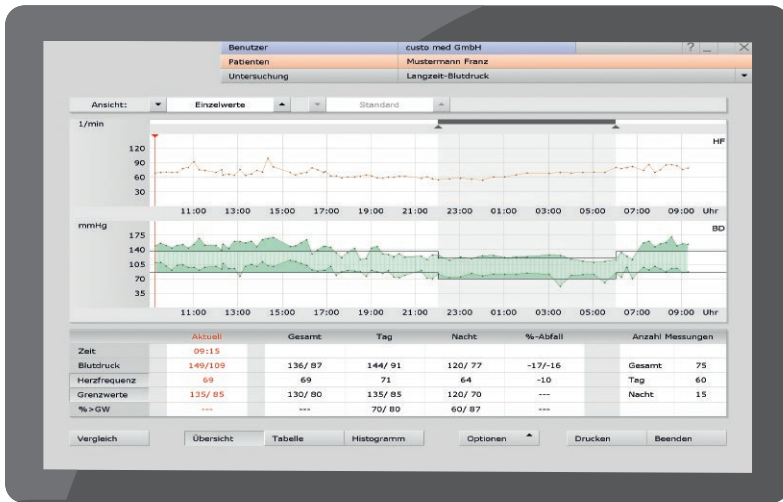 Benutzer custo med GmbH ? _ X
Patienten Mustermann Franz
Untersuchung Langzeit-Blutdruck
Ansicht: Einzelwerte Standard
1/min HF
120
90
60
30
11:00 13:00 15:00 17:00 19:00 21:00 23:00 01:00 03:00 05:00 07:00 09:00 Uhr
mmHg BD
175
140
105
70
35
11:00 13:00 15:00 17:00 19:00 21:00 23:00 01:00 03:00 05:00 07:00 09:00 Uhr
Aktuell Gesamt Tag Nacht %-Abfall Anzahl Messungen
Zeit 09:15
Blutdruck 149/109 136/ 87 144/ 91 120/ 77 -17/-16 Gesamt 75
Herzfrequenz 69 69 71 64 -10 Tag 60
Grenzwerte 135/ 85 130/ 80 135/ 85 120/ 70 --- Nacht 15
%>GW --- --- 70/ 80 60/ 87 ---
Vergleich Übersicht Tabelle Histogramm Optionen Drucken Beenden